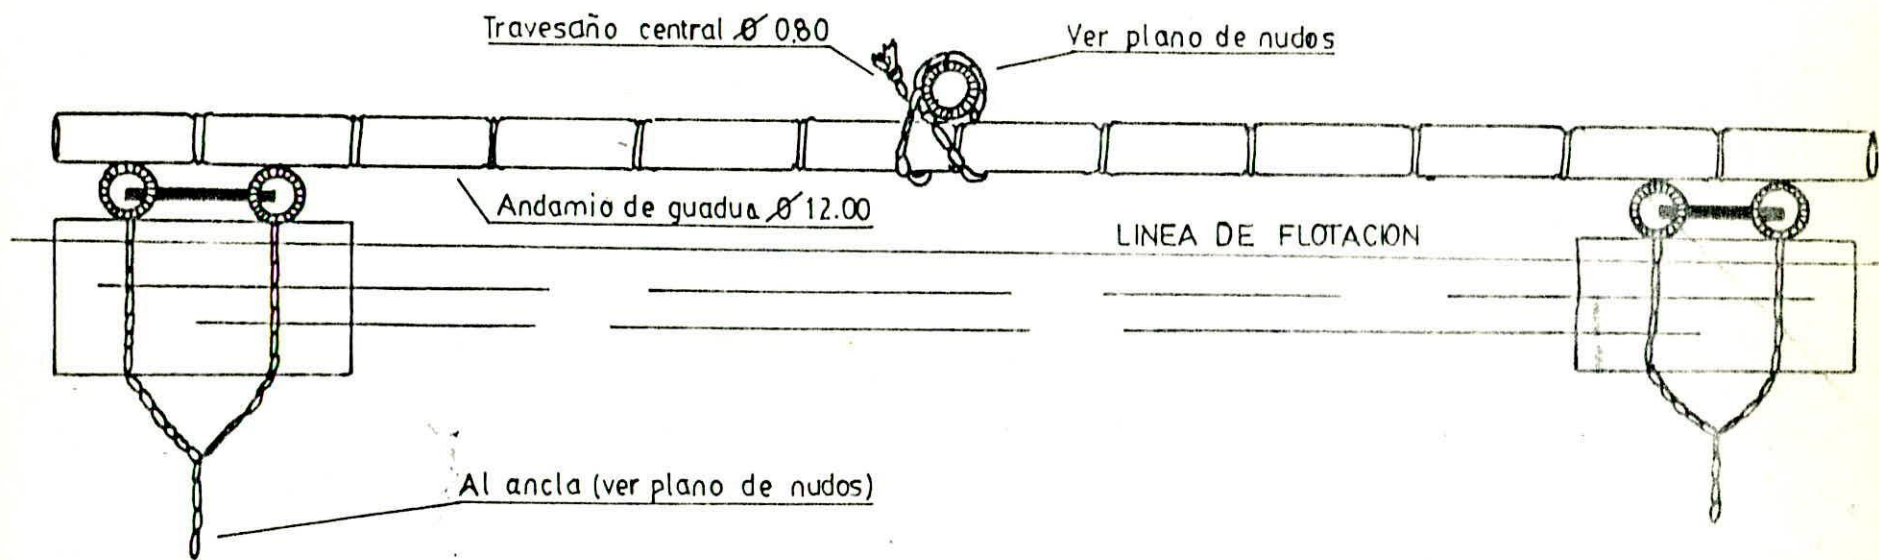 Travesaño central Ø 0.80
Ver plano de nudos
Andamio de guadua Ø 12.00
LINEA DE FLOTACION
Al ancla (ver plano de nudos)